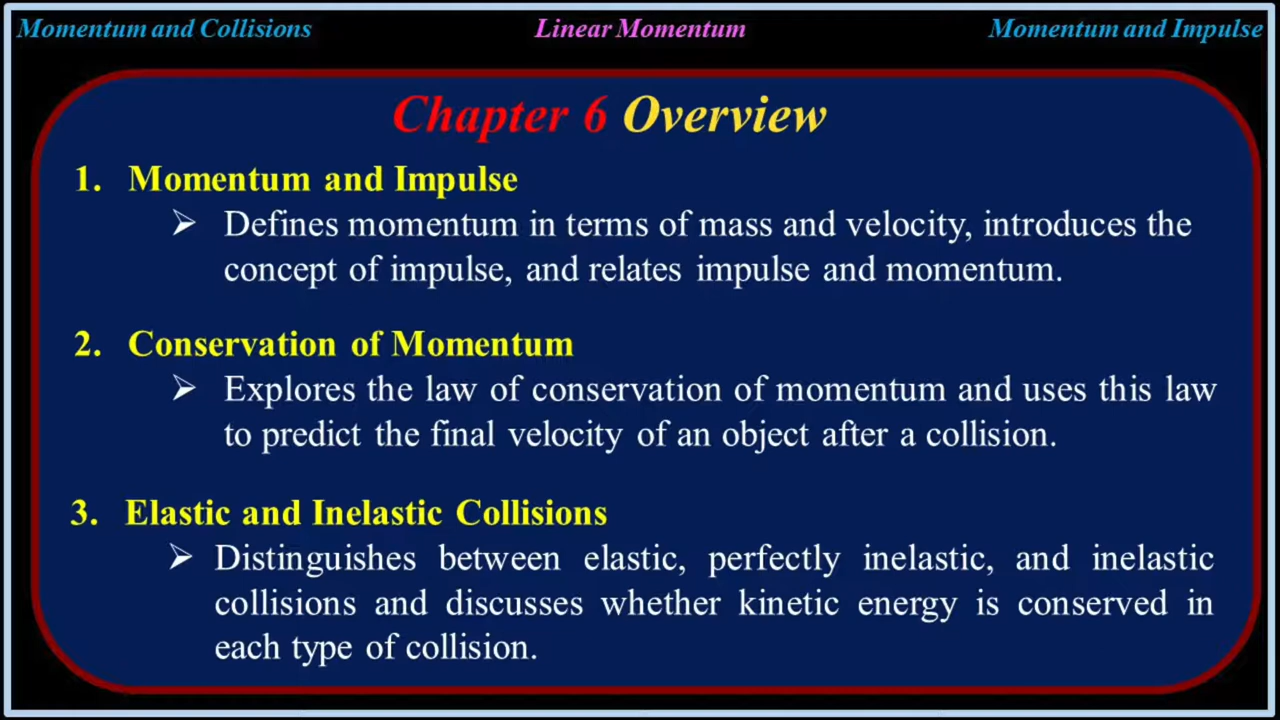 Momentum and Collisions
Linear Momentum
Momentum and Impulse
Chapter 6 Overview
1. Momentum and Impulse
➢ Defines momentum in terms of mass and velocity, introduces the
concept of impulse, and relates impulse and momentum.
2. Conservation of Momentum
➢ Explores the law of conservation of momentum and uses this law
to predict the final velocity of an object after a collision.
3. Elastic and Inelastic Collisions
➢ Distinguishes between elastic, perfectly inelastic, and inelastic
collisions and discusses whether kinetic energy is conserved in
each type of collision.